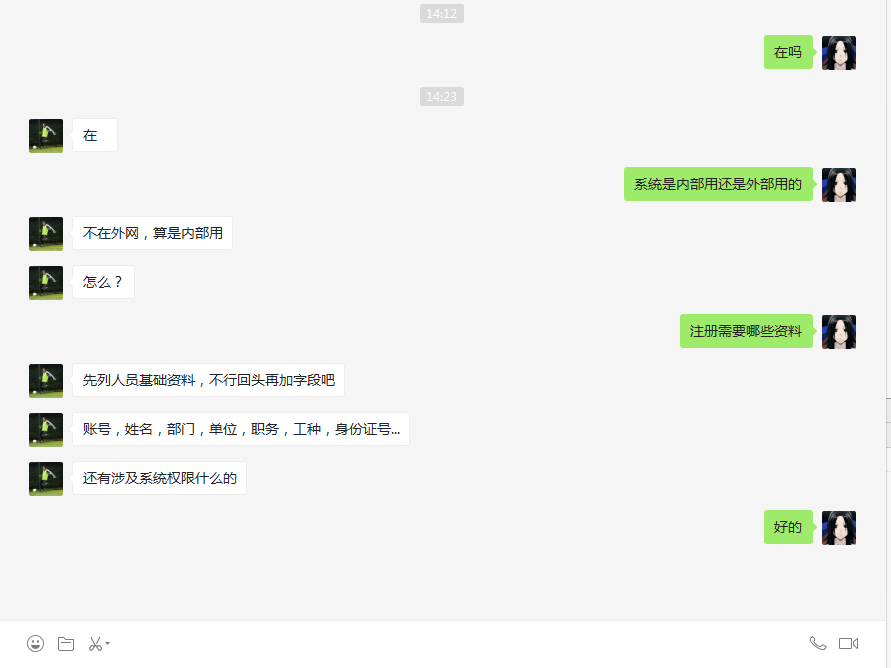 14:12
在吗
14:23
在
系统是内部用还是外部用的
不在外网，算是内部用
怎么？
注册需要哪些资料
先列人员基础资料，不行回头再加字段吧
账号，姓名，部门，单位，职务，工种，身份证号...
还有涉及系统权限什么的
好的